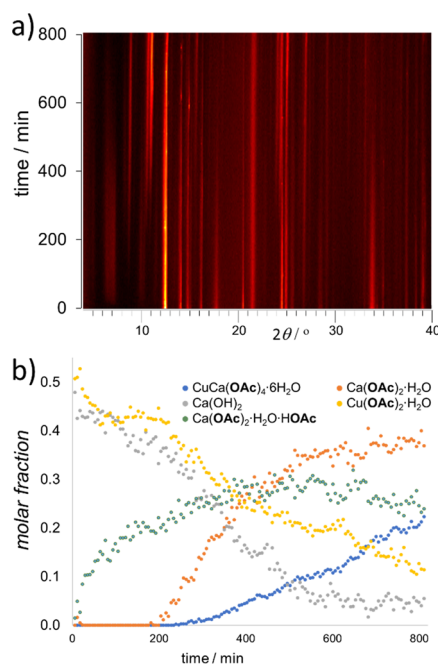 a)
time / min
800
600
400
200
0
10
20
30
40
2θ / °
b)
molar fraction
0.5
0.4
0.3
0.2
0.1
0.0
CuCa(OAc)₄·6H₂O
Ca(OAc)₂·H₂O
Ca(OH)₂
Cu(OAc)₂·H₂O
Ca(OAc)₂·H₂O·HOAc
0
200
400
600
800
time / min